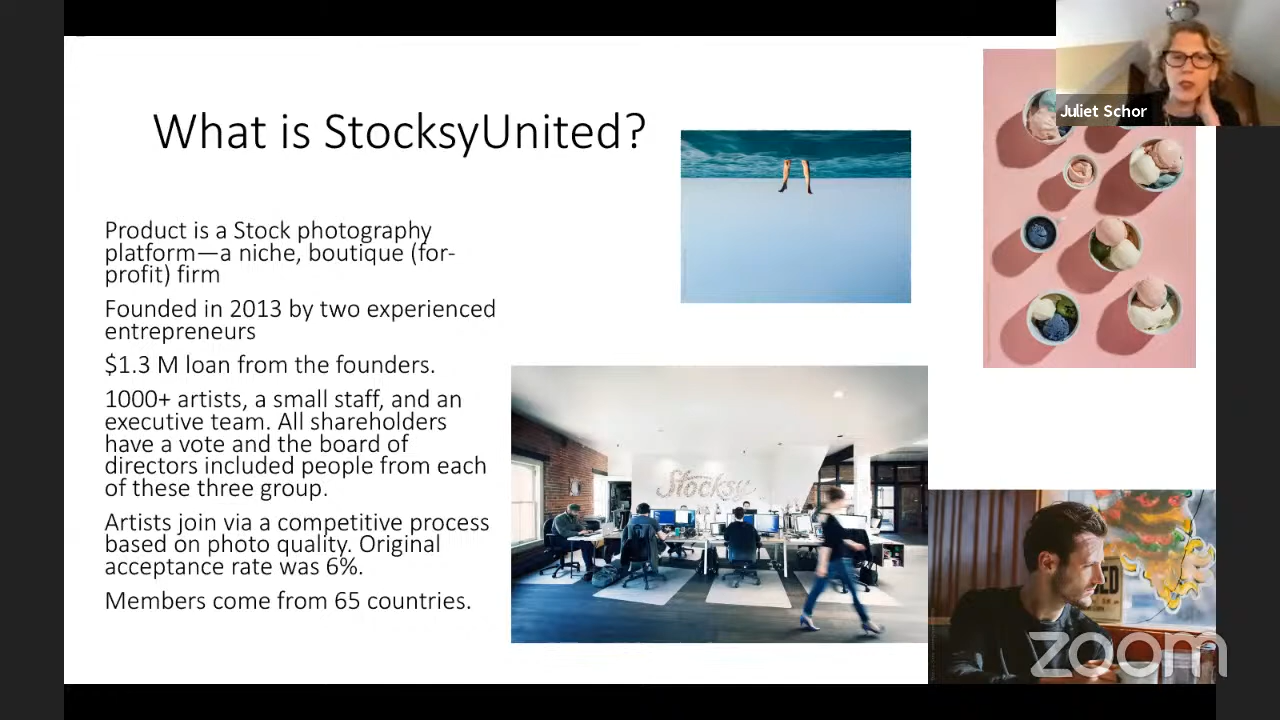 Juliet Schor
What is StocksyUnited?
Product is a Stock photography
platform—a niche, boutique (for-
profit) firm
Founded in 2013 by two experienced
entrepreneurs
$1.3 M loan from the founders.
1000+ artists, a small staff, and an
executive team. All shareholders
have a vote and the board of
directors included people from each
of these three group.
Artists join via a competitive process
based on photo quality. Original
acceptance rate was 6%.
Members come from 65 countries.
Stocksy
zoom